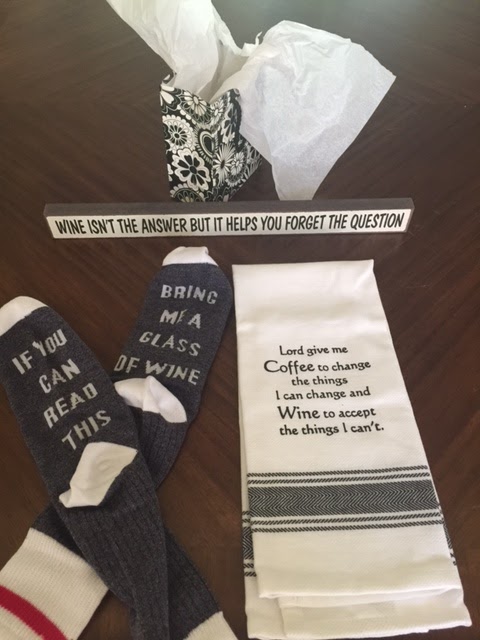 WINE ISN'T THE ANSWER BUT IT HELPS YOU FORGET THE QUESTION
IF YOU
CAN
READ
THIS
BRING
ME A
GLASS
OF WINE
Lord give me
Coffee to change
the things
I can change and
Wine to accept
the things I can't.